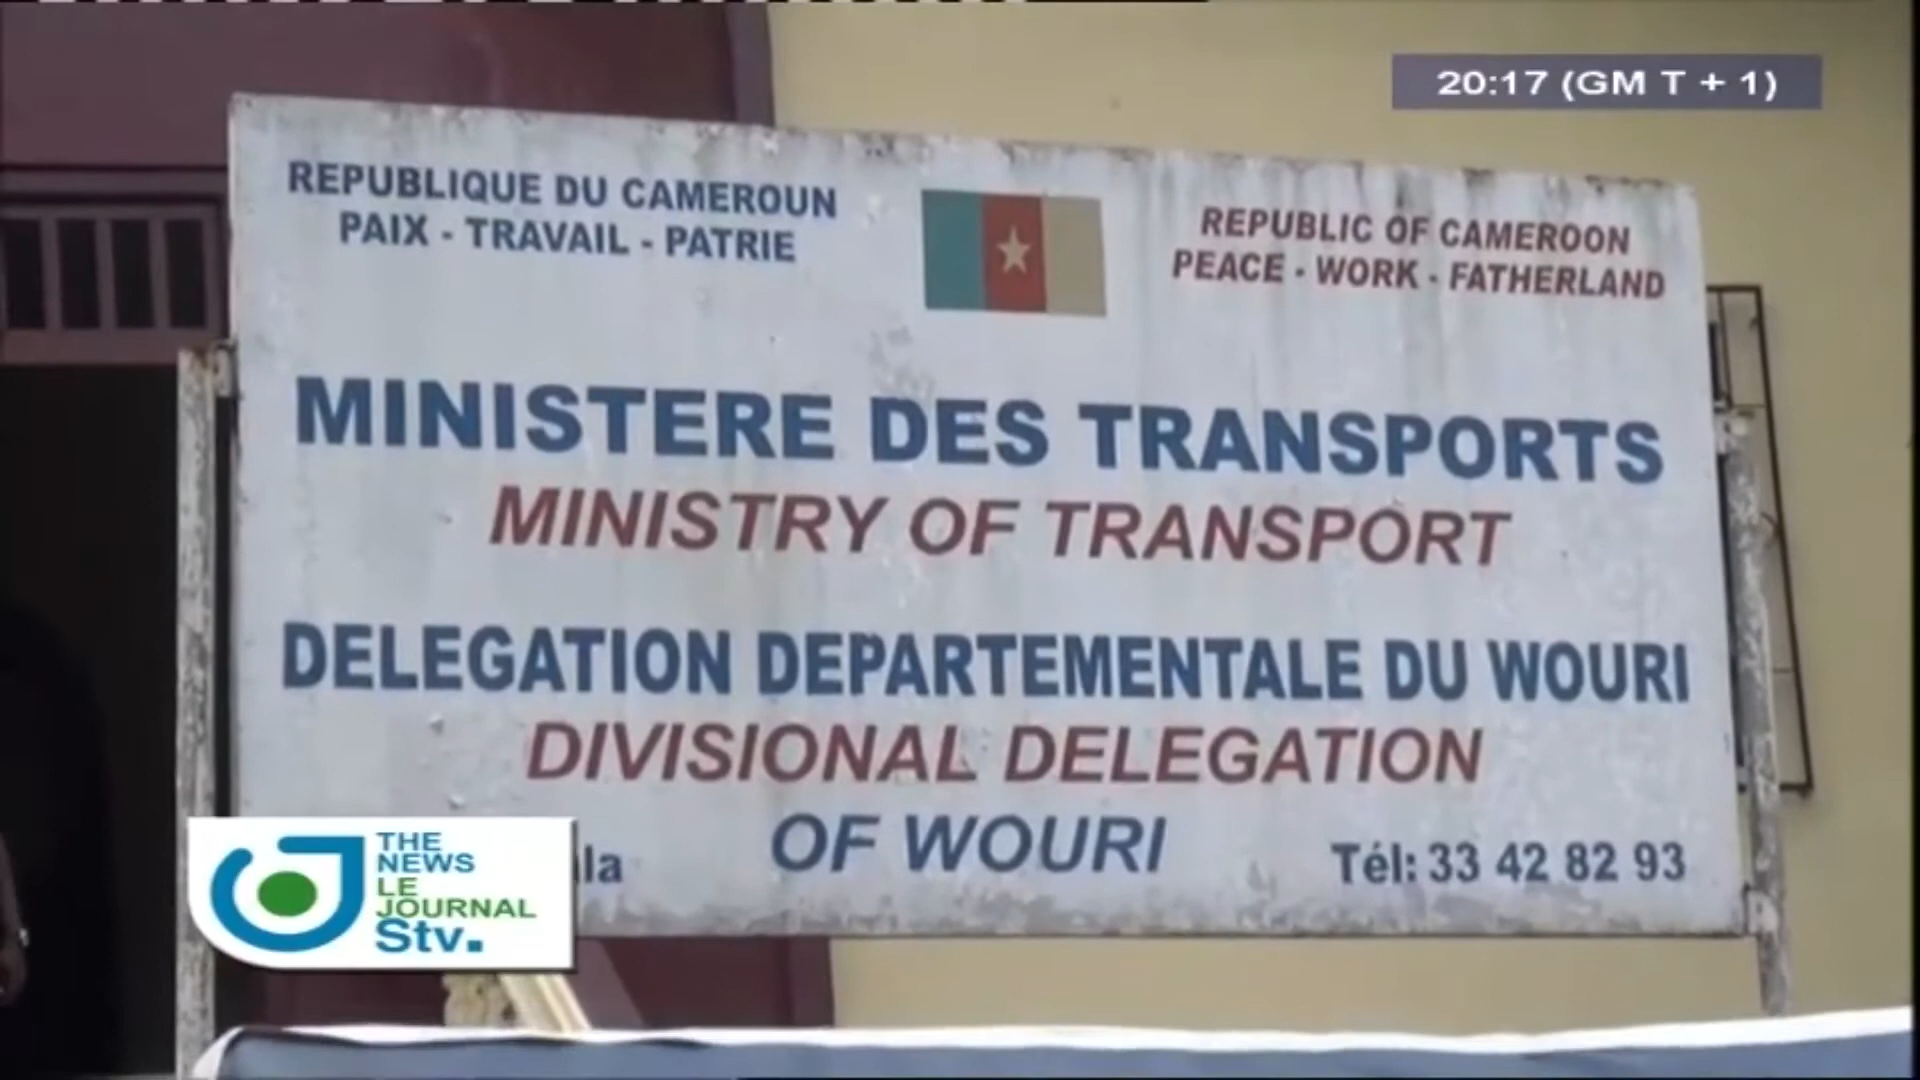 20:17 (GM T + 1)
REPUBLIQUE DU CAMEROUN
PAIX - TRAVAIL - PATRIE
REPUBLIC OF CAMEROON
PEACE - WORK - FATHERLAND
MINISTERE DES TRANSPORTS
MINISTRY OF TRANSPORT
DELEGATION DEPARTEMENTALE DU WOURI
DIVISIONAL DELEGATION
OF WOURI
Tél: 33 42 82 93
THE
NEWS
LE
JOURNAL
Stv.